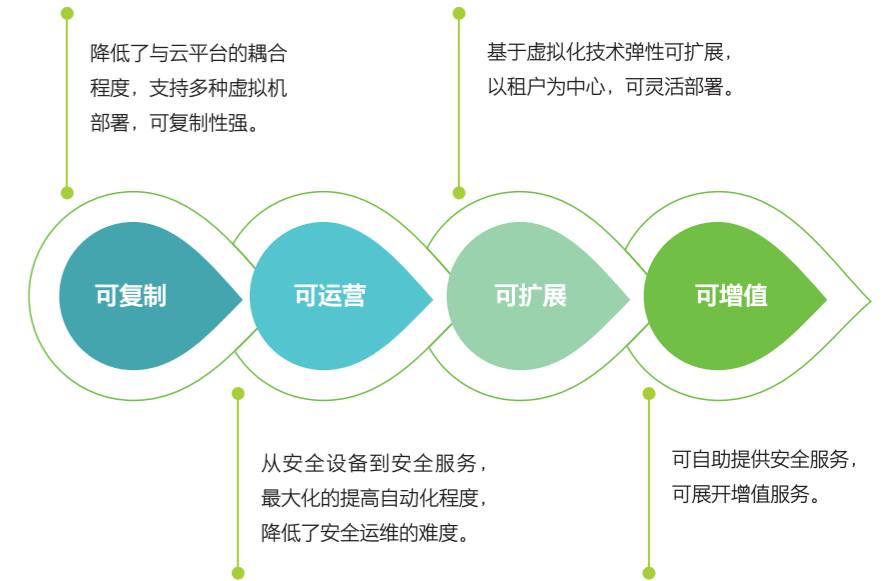 降低了与云平台的耦合
程度，支持多种虚拟机
部署，可复制性强。
基于虚拟化技术弹性可扩展，
以租户为中心，可灵活部署。
可复制
可运营
可扩展
可增值
从安全设备到安全服务，
最大化的提高自动化程度，
降低了安全运维的难度。
可自助提供安全服务，
可展开增值服务。